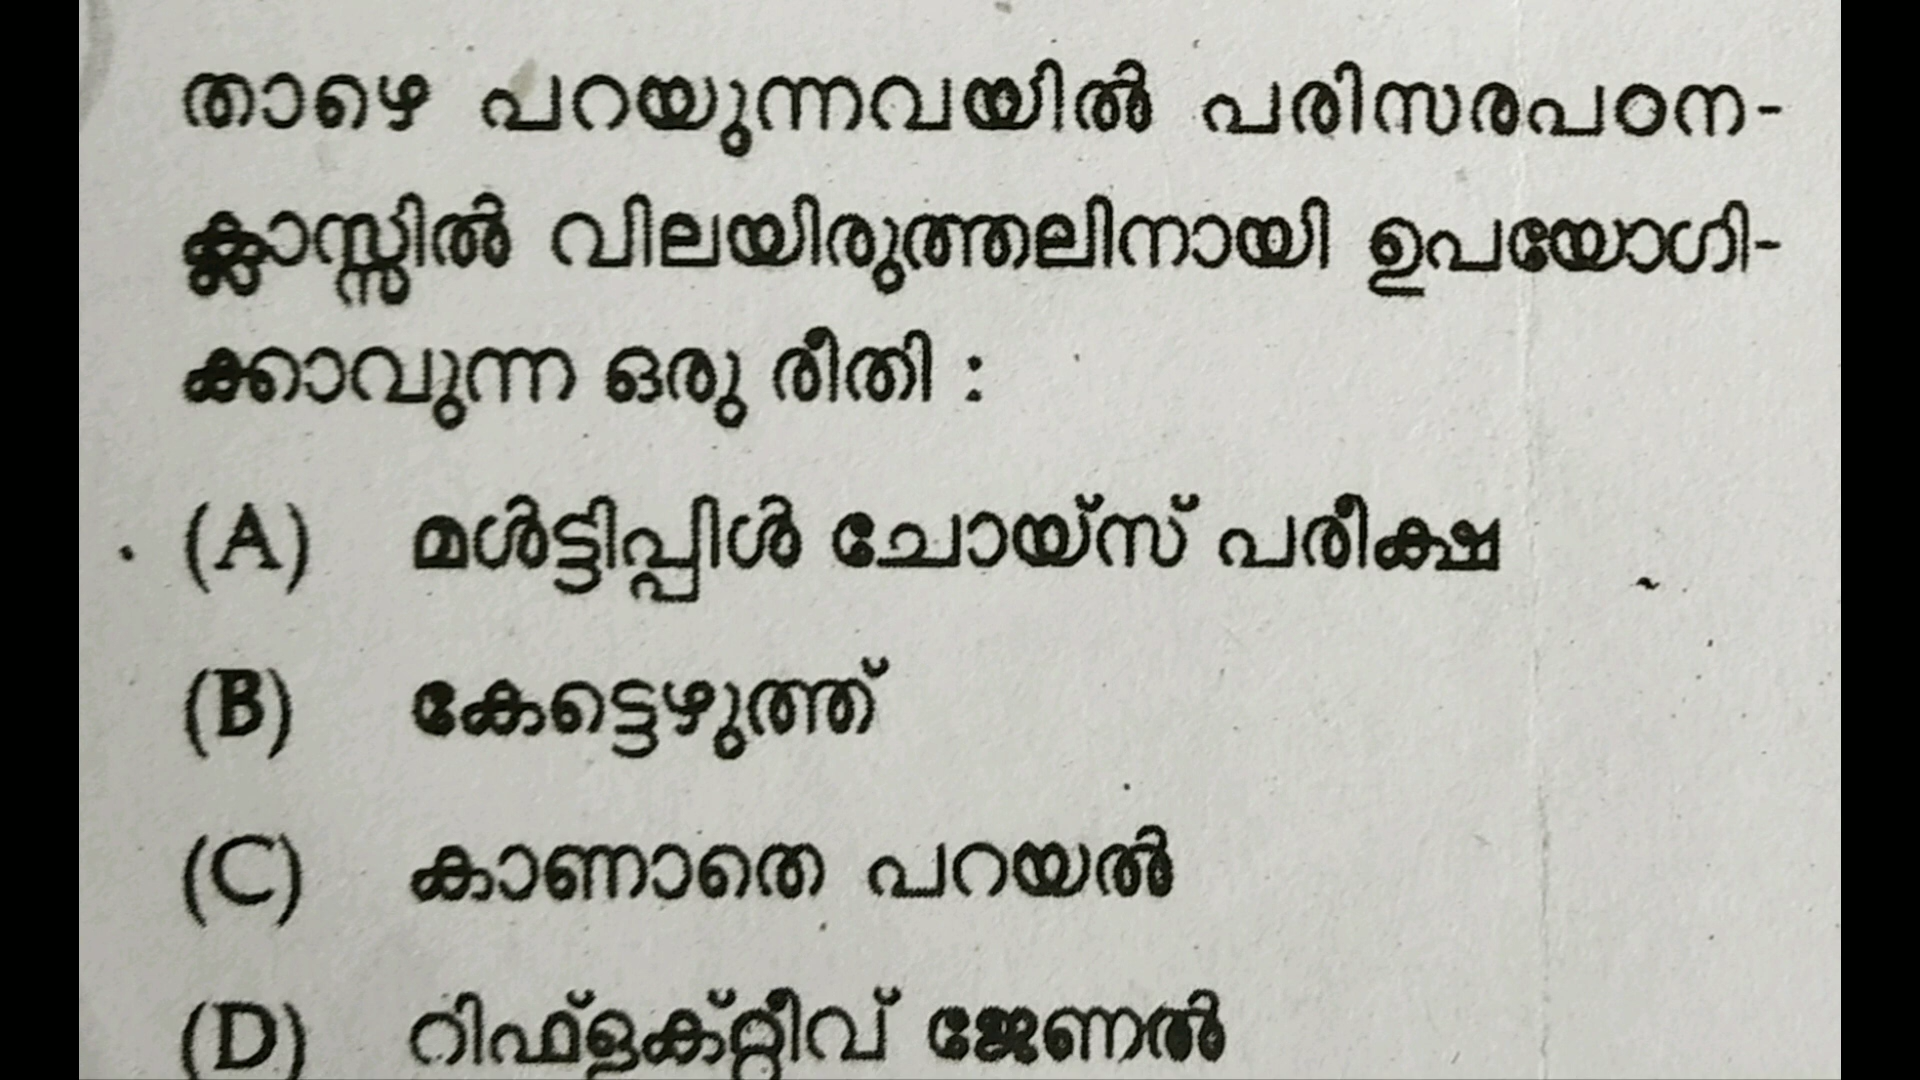 താഴെ പറയുന്നവയിൽ പരിസരപഠന-
ക്ലാസ്സിൽ വിലയിരുത്തലിനായി ഉപയോഗി-
ക്കാവുന്ന ഒരു രീതി :
(A) മൾട്ടിപ്പിൾ ചോയ്സ് പരീക്ഷ
(B) കേട്ടെഴുത്ത്
(C) കാണാതെ പറയൽ
(D) റിഫ്ളക്റ്റീവ് ജേണൽ